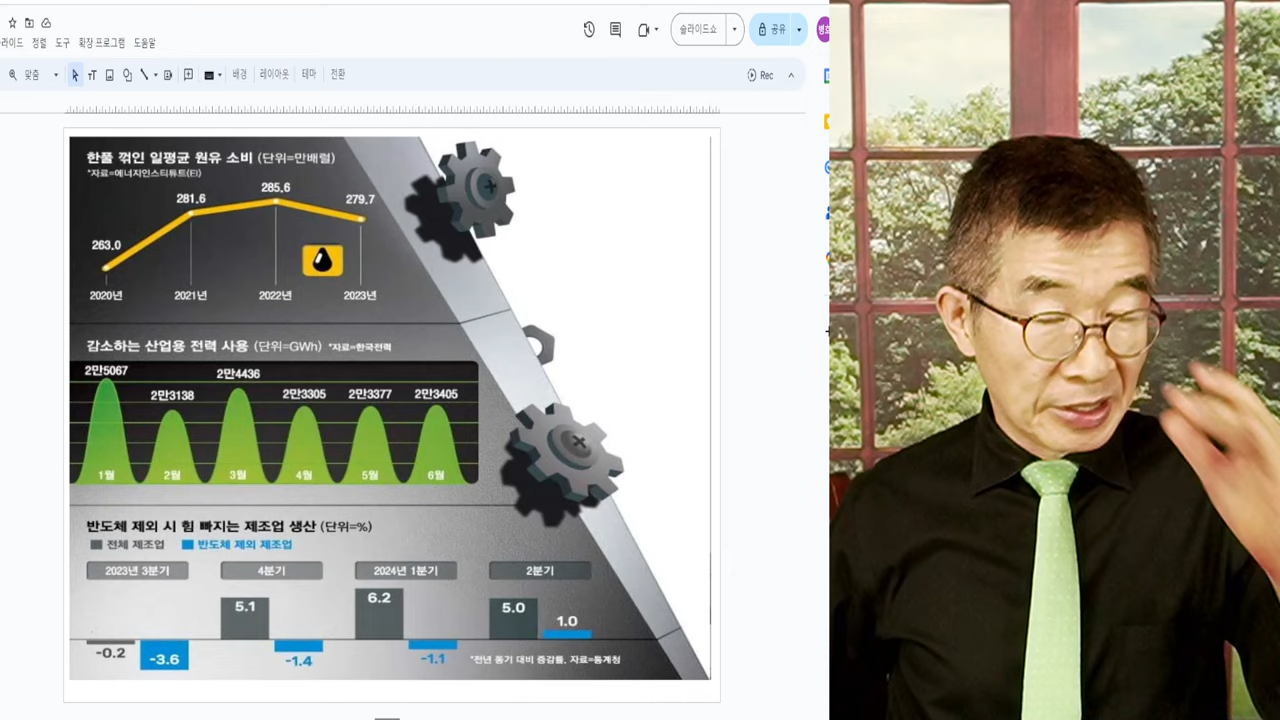 라이드 정렬 도구 확장 프로그램 도움말
슬라이드쇼
공유
맞춤
배경 레이아웃 테마 전환
Rec
한풀 꺾인 일평균 원유 소비 (단위=만배럴)
*자료=에너지인스티튜트(EI)
263.0
281.6
285.6
279.7
2020년 2021년 2022년 2023년
감소하는 산업용 전력 사용 (단위=GWh) *자료=한국전력
2만5067
2만3138
2만4436
2만3305
2만3377
2만3405
1월 2월 3월 4월 5월 6월
반도체 제외 시 힘 빠지는 제조업 생산 (단위=%)
전체 제조업 반도체 제외 제조업
2023년 3분기 4분기 2024년 1분기 2분기
-0.2
-3.6
5.1
-1.4
6.2
-1.1
5.0
1.0
*전년 동기 대비 증감률, 자료=통계청